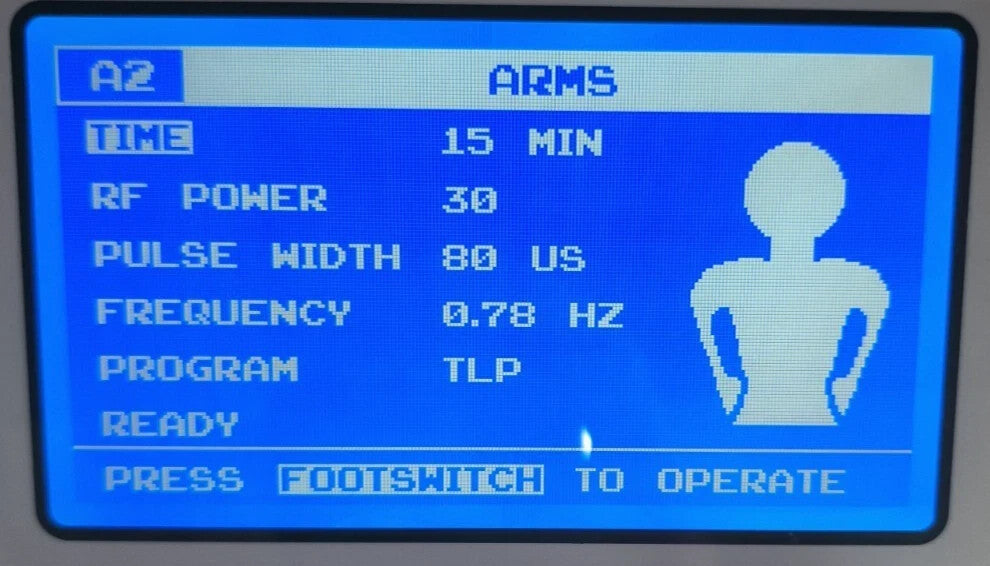 A2 ARMS
TIME 15 MIN
RF POWER 30
PULSE WIDTH 80 US
FREQUENCY 0.78 HZ
PROGRAM TLP
READY
PRESS FOOTSWITCH TO OPERATE